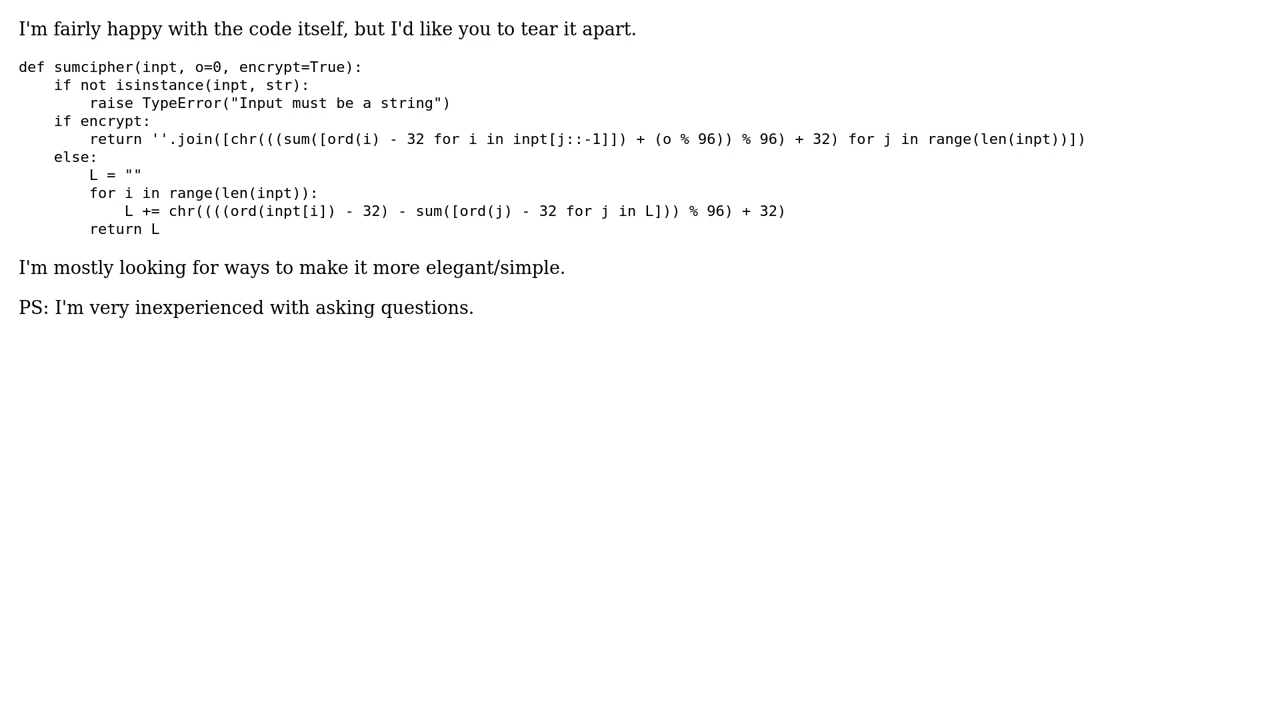 I'm fairly happy with the code itself, but I'd like you to tear it apart.
def sumcipher(inpt, o=0, encrypt=True):
    if not isinstance(inpt, str):
        raise TypeError("Input must be a string")
    if encrypt:
        return ''.join([chr(((sum([ord(i) - 32 for i in inpt[j::-1]]) + (o % 96)) % 96) + 32) for j in range(len(inpt))])
    else:
        L = ""
        for i in range(len(inpt)):
            L += chr((((ord(inpt[i]) - 32) - sum([ord(j) - 32 for j in L])) % 96) + 32)
        return L
I'm mostly looking for ways to make it more elegant/simple.
PS: I'm very inexperienced with asking questions.